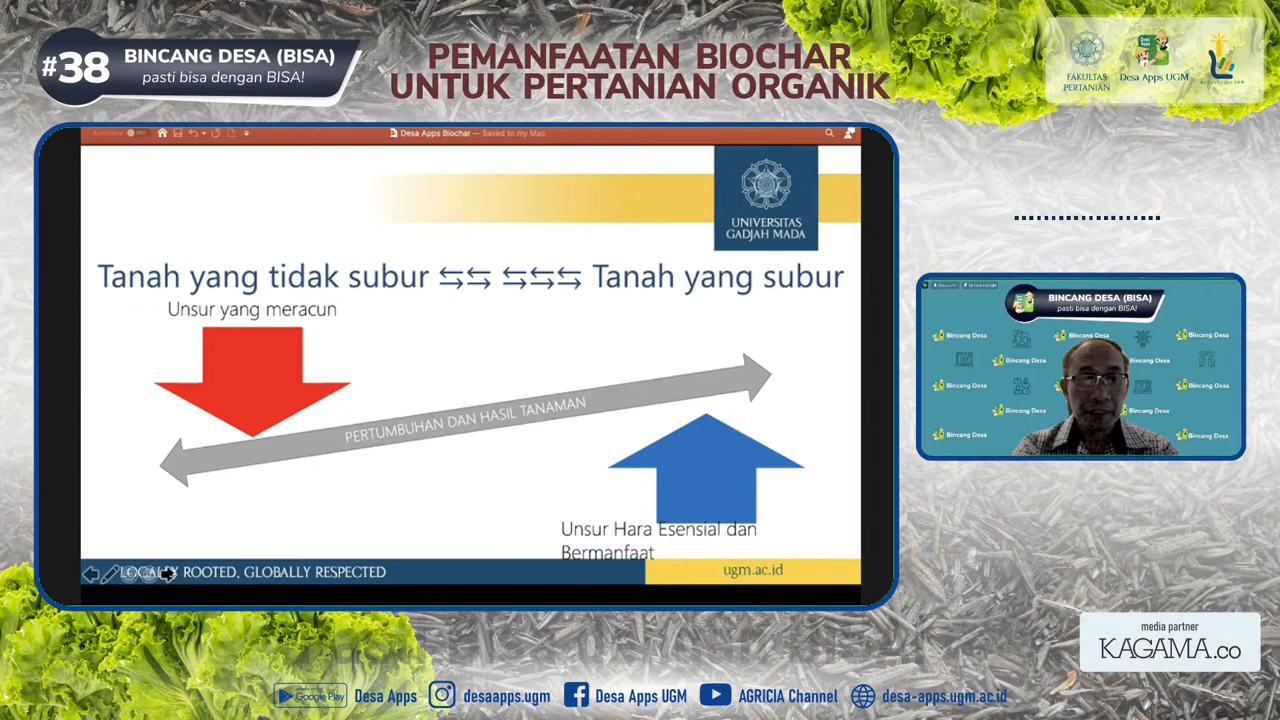 #38
BINCANG DESA (BISA)
pasti bisa dengan BISA!
PEMANFAATAN BIOCHAR
UNTUK PERTANIAN ORGANIK
FAKULTAS
PERTANIAN
Desa Apps UGM
AutoSave OFF
Desa Apps Biochar — Saved to my Mac
UNIVERSITAS
GADJAH MADA
Tanah yang tidak subur ⇆⇆ ⇆⇆⇆ Tanah yang subur
Unsur yang meracun
PERTUMBUHAN DAN HASIL TANAMAN
Unsur Hara Esensial dan
Bermanfaat
LOCALLY ROOTED, GLOBALLY RESPECTED
ugm.ac.id
BINCANG DESA (BISA)
pasti bisa dengan BISA!
Bincang Desa
Bincang Desa
Bincang Desa
Bincang Desa
Bincang Desa
Bincang Desa
Bincang Desa
Bincang Desa
Bincang Desa
Bincang Desa
Bincang Desa
media partner
KAGAMA.co
Google Play
Desa Apps
desaapps.ugm
Desa Apps UGM
AGRICIA Channel
desa-apps.ugm.ac.id